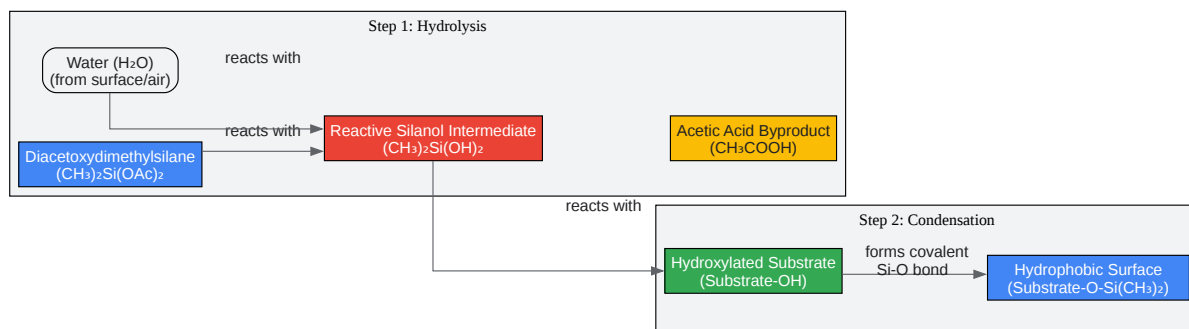 Step 1: Hydrolysis
Water (H₂O)
(from surface/air)
reacts with
reacts with
Reactive Silanol Intermediate
(CH₃)₂Si(OH)₂
Acetic Acid Byproduct
(CH₃COOH)
Diacetoxydimethylsilane
(CH₃)₂Si(OAc)₂
reacts with
Step 2: Condensation
Hydroxylated Substrate
(Substrate-OH)
forms covalent
Si-O bond
Hydrophobic Surface
(Substrate-O-Si(CH₃)₂)